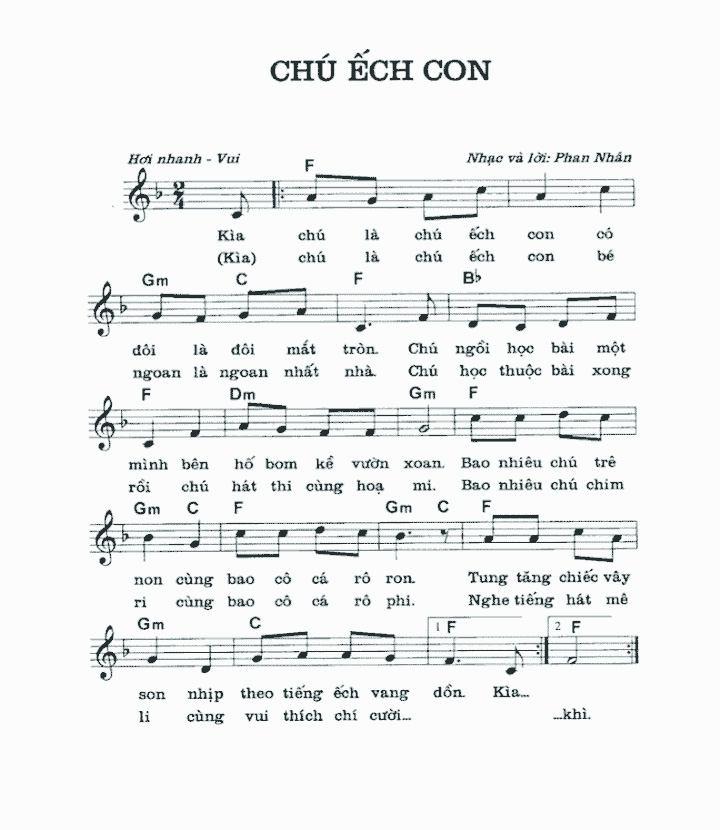 CHÚ ẾCH CON
Hơi nhanh - Vui
Nhạc và lời: Phan Nhân
F
2
4
Kìa chú là chú ếch con có
(Kìa) chú là chú ếch con bé
Gm C F B♭
đôi là đôi mắt tròn. Chú ngồi học bài một
ngoan là ngoan nhất nhà. Chú học thuộc bài xong
F Dm Gm F
mình bên hố bom kề vườn xoan. Bao nhiêu chú trê
rồi chú hát thi cùng hoạ mi. Bao nhiêu chú chim
Gm C F Gm C F
non cùng bao cô cá rô ron. Tung tăng chiếc vây
ri cùng bao cô cá rô phi. Nghe tiếng hát mê
Gm C 1 F 2 F
son nhịp theo tiếng ếch vang dồn. Kìa...
li cùng vui thích chí cười... ...khì.